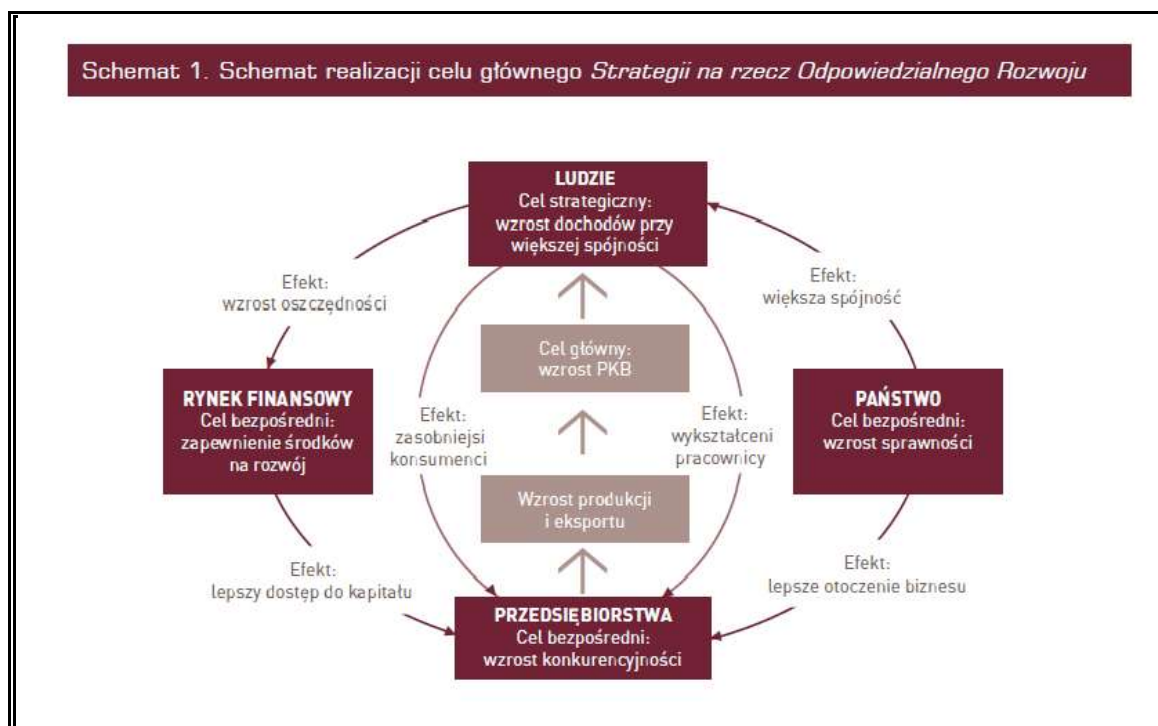 Schemat 1. Schemat realizacji celu głównego Strategii na rzecz Odpowiedzialnego Rozwoju
LUDZIE
Cel strategiczny:
wzrost dochodów przy
większej spójności
Efekt:
wzrost oszczędności
Efekt:
większa spójność
Cel główny:
wzrost PKB
RYNEK FINANSOWY
Cel bezpośredni:
zapewnienie środków
na rozwój
Efekt:
zasobniejsi
konsumenci
Efekt:
wykształceni
pracownicy
PAŃSTWO
Cel bezpośredni:
wzrost sprawności
Wzrost produkcji
i eksportu
Efekt:
lepszy dostęp do kapitału
Efekt:
lepsze otoczenie biznesu
PRZEDSIĘBIORSTWA
Cel bezpośredni:
wzrost konkurencyjności